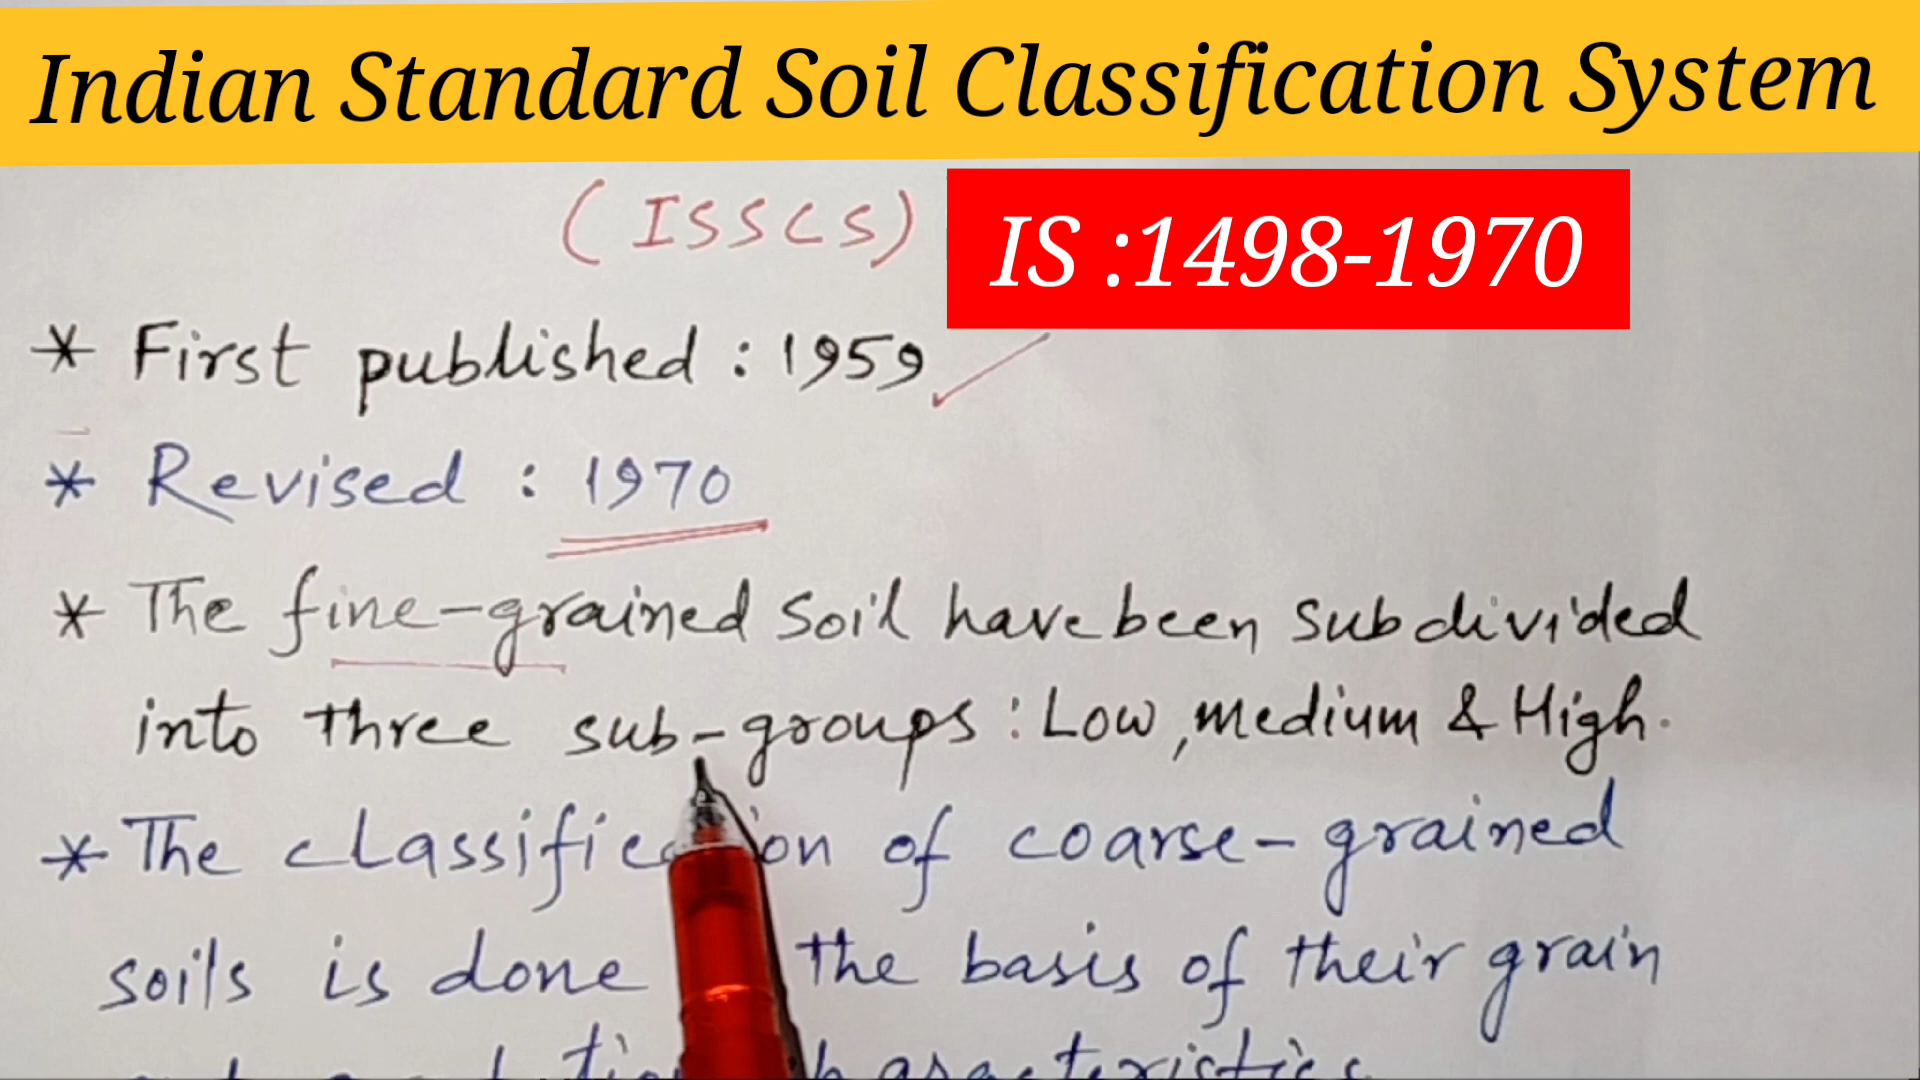 Indian Standard Soil Classification System
(ISSCS)
IS :1498-1970
* First published : 1959
* Revised : 1970
* The fine-grained soil have been subdivided
into three sub-groups : Low, medium & High.
* The classification of coarse-grained
soils is done the basis of their grain
characteristics